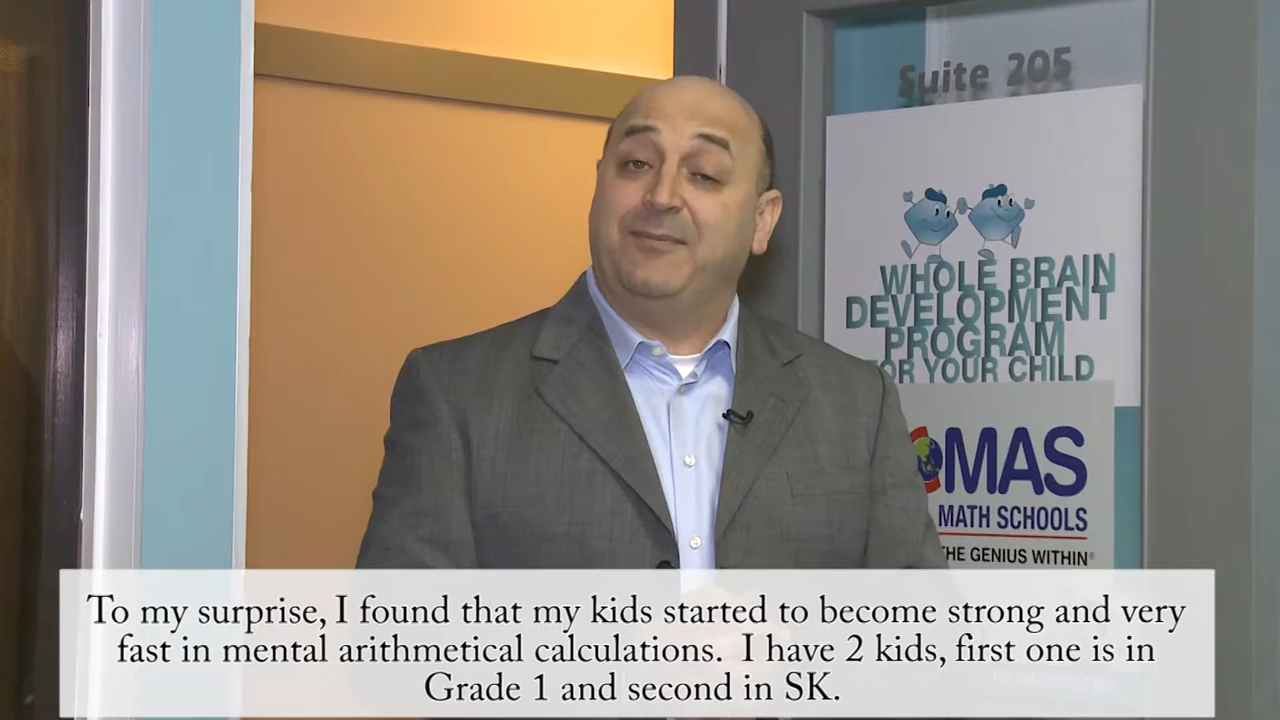 Suite 205
WHOLE BRAIN
DEVELOPMENT
PROGRAM
FOR YOUR CHILD
MAS
MATH SCHOOLS
THE GENIUS WITHIN®
To my surprise, I found that my kids started to become strong and very
fast in mental arithmetical calculations. I have 2 kids, first one is in
Grade 1 and second in SK.